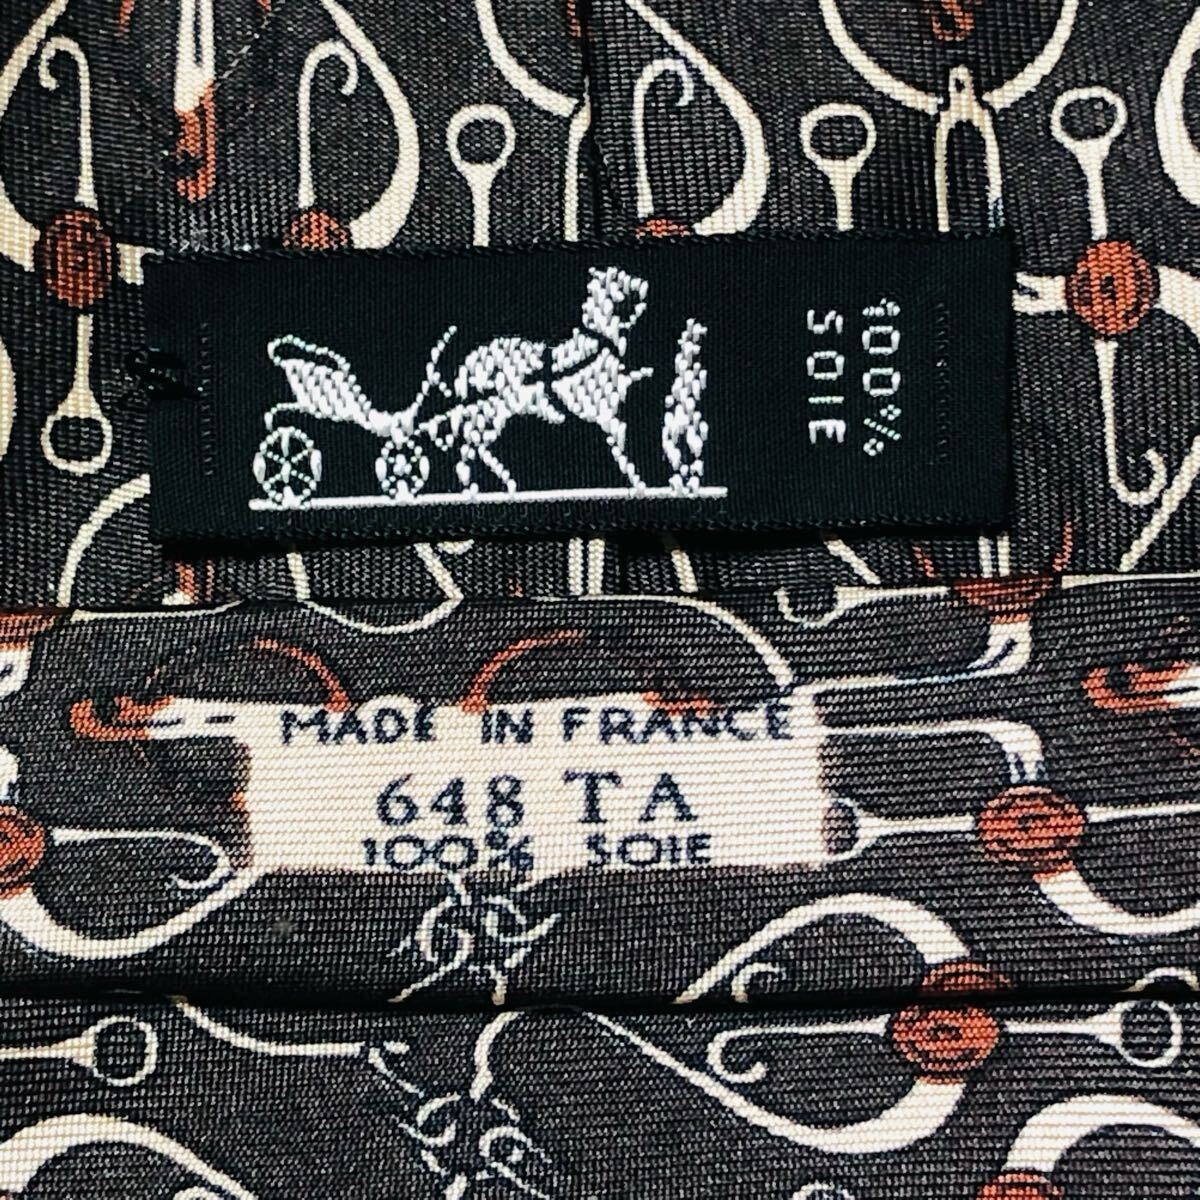 100%
SOIE
MADE IN FRANCE
648 TA
100% SOIE